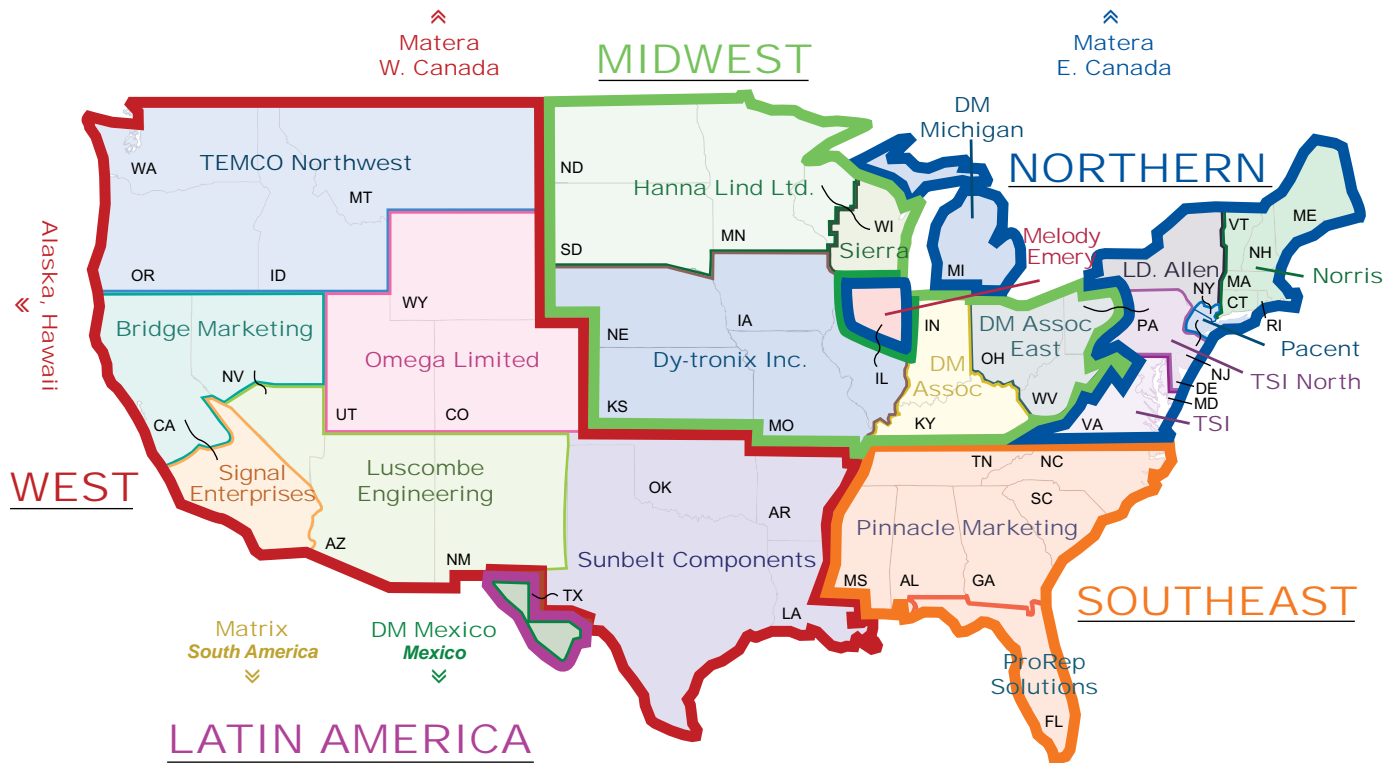 Matera
W. Canada
MIDWEST
Matera
E. Canada
DM
Michigan
NORTHERN
WA
TEMCO Northwest
MT
OR
ID
ND
Hanna Lind Ltd.
SD
MN
WI
Sierra
MI
Melody
Emery
LD. Allen
NY
VT
ME
NH
MA
CT
RI
Norris
Pacent
TSI North
NJ
DE
MD
TSI
PA
VA
Alaska, Hawaii
Bridge Marketing
NV
CA
WY
Omega Limited
UT
CO
NE
IA
Dy-tronix Inc.
KS
MO
IL
IN
DM
Assoc
KY
DM Assoc
East
OH
WV
WEST
Signal
Enterprises
Luscombe
Engineering
AZ
NM
OK
AR
Sunbelt Components
TX
LA
TN
NC
SC
Pinnacle Marketing
MS
AL
GA
SOUTHEAST
ProRep
Solutions
FL
Matrix
South America
DM Mexico
Mexico
LATIN AMERICA